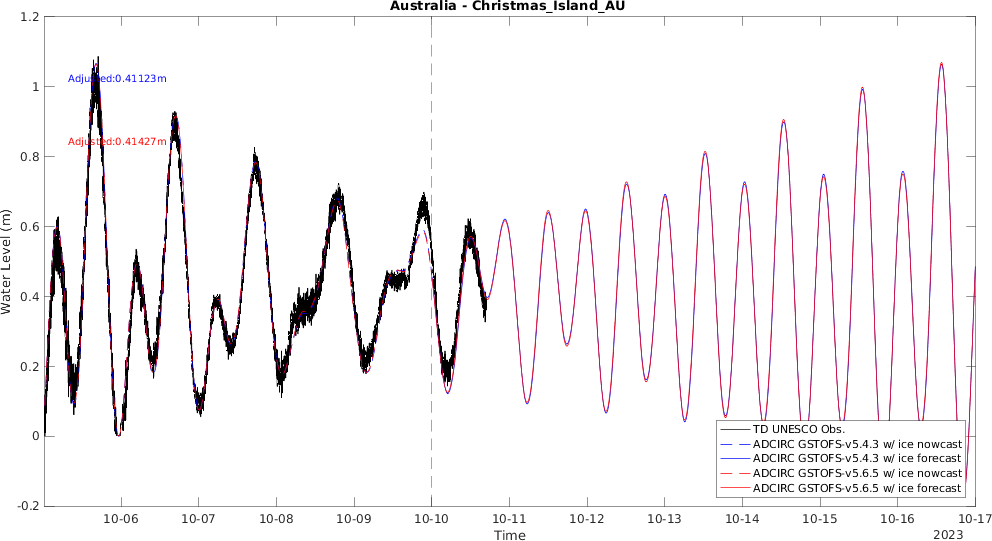 Australia - Christmas_Island_AU
1.2
1
0.8
0.6
0.4
0.2
0
-0.2
Water Level (m)
Adjusted:0.41123m
Adjusted:0.41427m
TD UNESCO Obs.
ADCIRC GSTOFS-v5.4.3 w/ ice nowcast
ADCIRC GSTOFS-v5.4.3 w/ ice forecast
ADCIRC GSTOFS-v5.6.5 w/ ice nowcast
ADCIRC GSTOFS-v5.6.5 w/ ice forecast
10-06 10-07 10-08 10-09 10-10 10-11 10-12 10-13 10-14 10-15 10-16 10-17
Time
2023